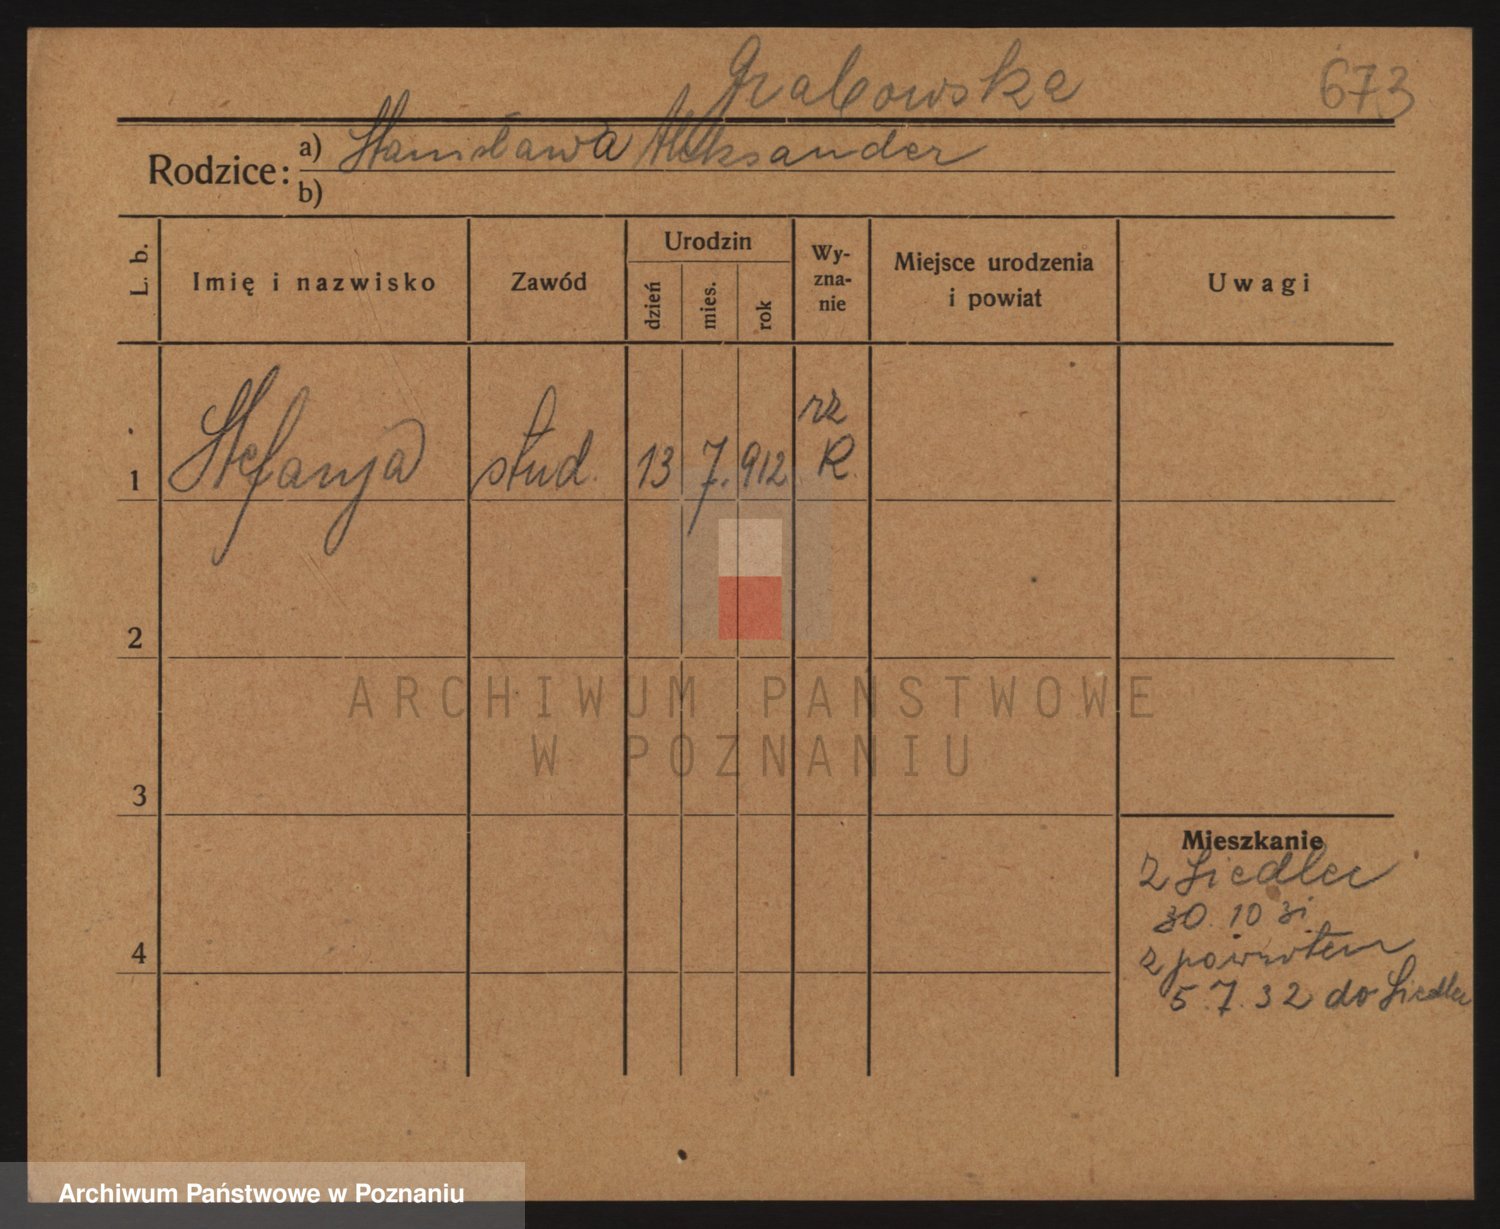 Grabowska 673
Rodzice: a) Stanisława Aleksander
b)
L. b. Imię i nazwisko Zawód Urodzin dzień mies. rok Wy-zna-nie Miejsce urodzenia i powiat Uwagi
1 Stefanja stud. 13 7. 912 rz R.
2
ARCHIWUM PAŃSTWOWE
W POZNANIU
3
Mieszkanie
z Siedlec
30.10 31
4
z powrotem
5.7.32 do Siedlec
Archiwum Państwowe w Poznaniu